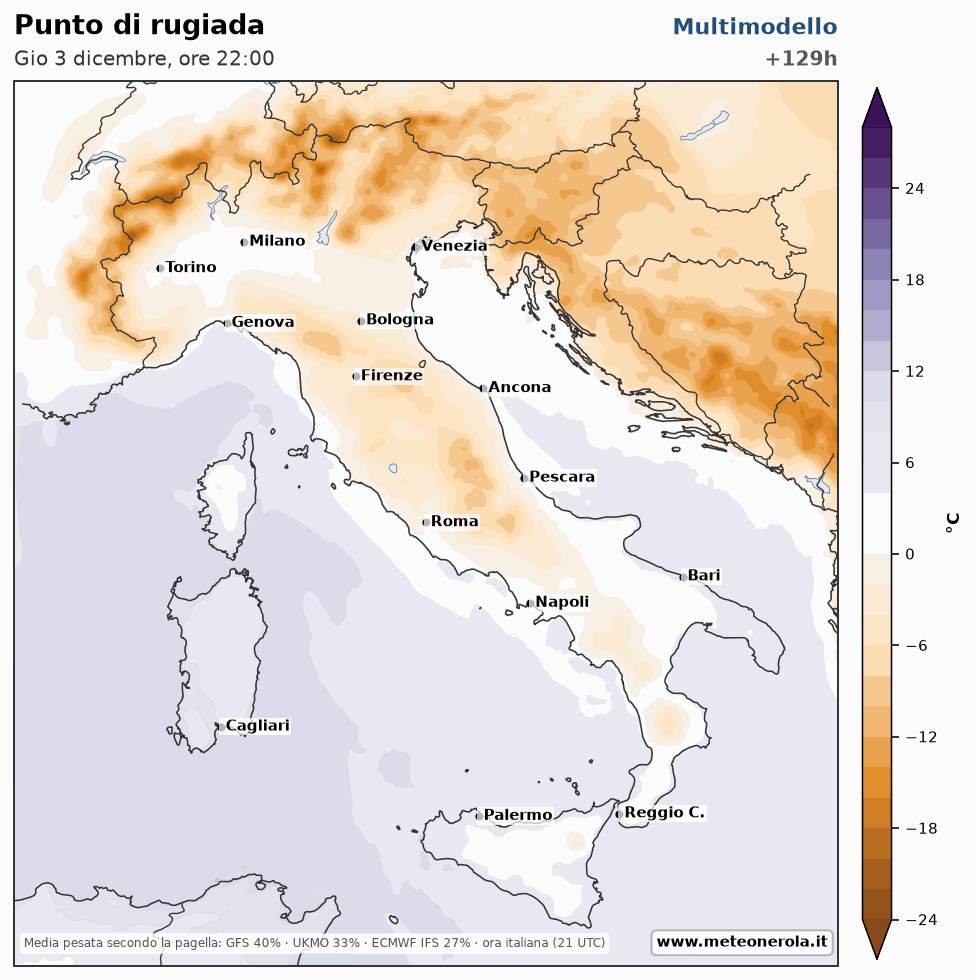 Punto di rugiada
Multimodello
Gio 3 dicembre, ore 22:00
+129h
Milano
Venezia
Torino
Genova
Bologna
Firenze
Ancona
Pescara
Roma
Bari
Napoli
Cagliari
Palermo
Reggio C.
24
18
12
6
0
−6
−12
−18
−24
°C
Media pesata secondo la pagella: GFS 40% · UKMO 33% · ECMWF IFS 27% · ora italiana (21 UTC)
www.meteonerola.it